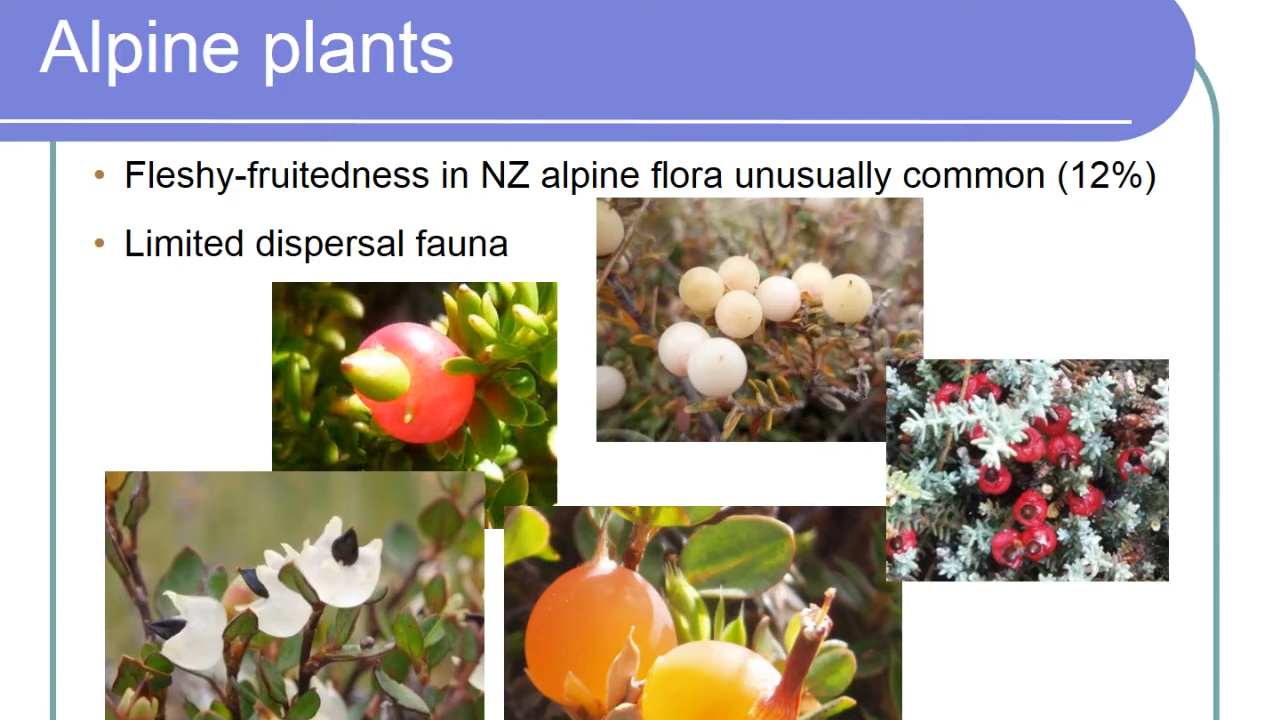 Alpine plants
• Fleshy-fruitedness in NZ alpine flora unusually common (12%)
• Limited dispersal fauna